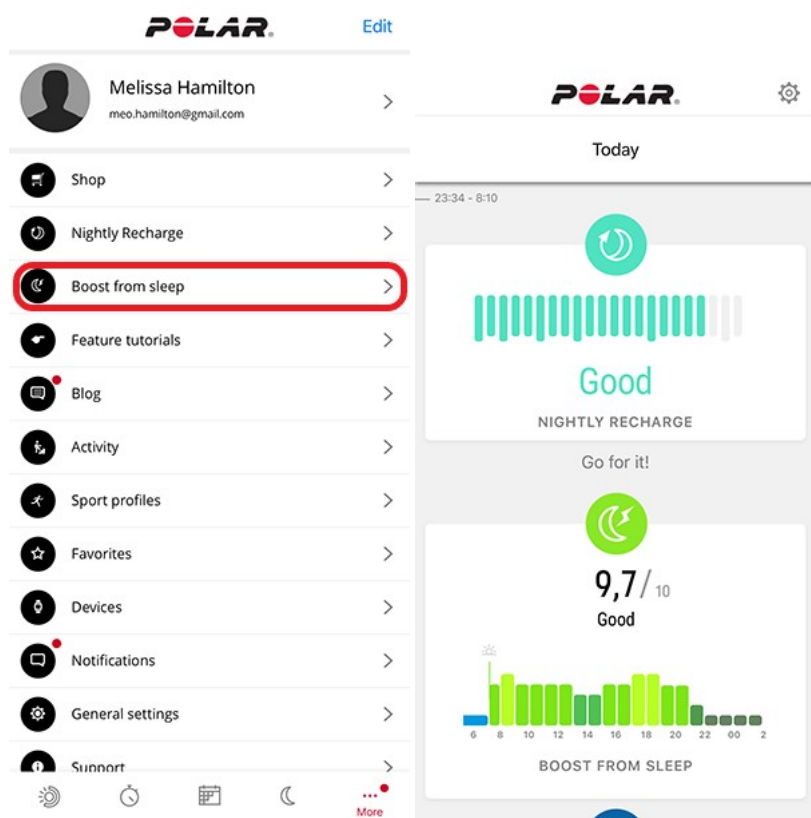 POLAR.
Edit
Melissa Hamilton
meo.hamilton@gmail.com
Shop
Nightly Recharge
Boost from sleep
Feature tutorials
Blog
Activity
Sport profiles
Favorites
Devices
Notifications
General settings
Support
More
POLAR.
Today
23:34 - 8:10
Good
NIGHTLY RECHARGE
Go for it!
9,7/ 10
Good
6 8 10 12 14 16 18 20 22 00 2
BOOST FROM SLEEP